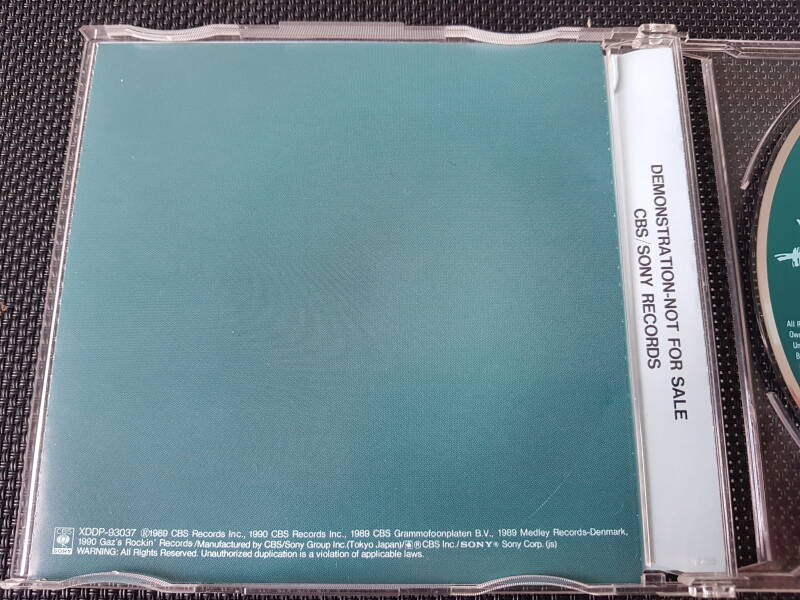 DEMONSTRATION-NOT FOR SALE
CBS/SONY RECORDS
CBS
SONY
XDDP-93037 Ⓟ1989 CBS Records Inc., 1990 CBS Records Inc., 1989 CBS Grammofoonplaten B.V., 1989 Medley Records-Denmark,
1990 Gaz's Rockin' Records/Manufactured by CBS/Sony Group Inc.(Tokyo Japan)/®CBS Inc./SONY® Sony Corp. (js)
WARNING: All Rights Reserved. Unauthorized duplication is a violation of applicable laws.
All